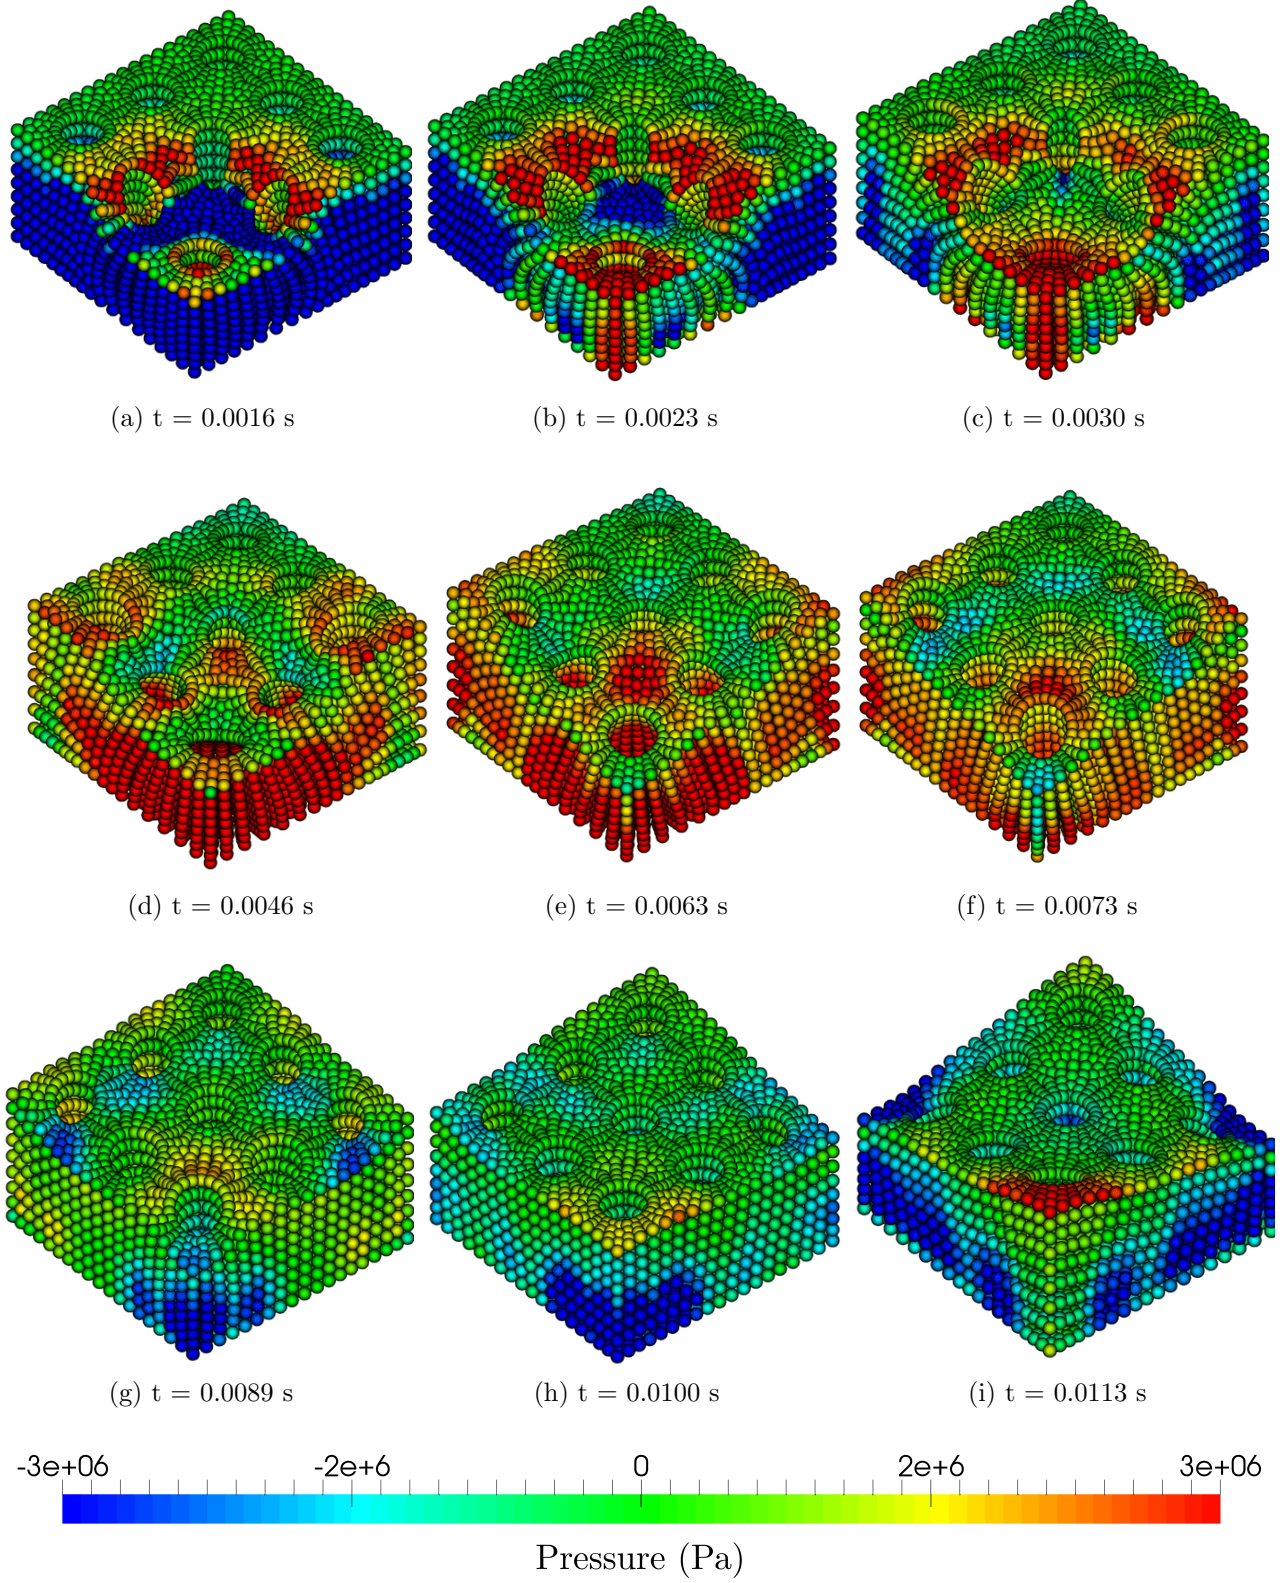 (a) t = 0.0016 s (b) t = 0.0023 s (c) t = 0.0030 s
(d) t = 0.0046 s (e) t = 0.0063 s (f) t = 0.0073 s
(g) t = 0.0089 s (h) t = 0.0100 s (i) t = 0.0113 s
-3e+06 -2e+6 0 2e+6 3e+06
Pressure (Pa)